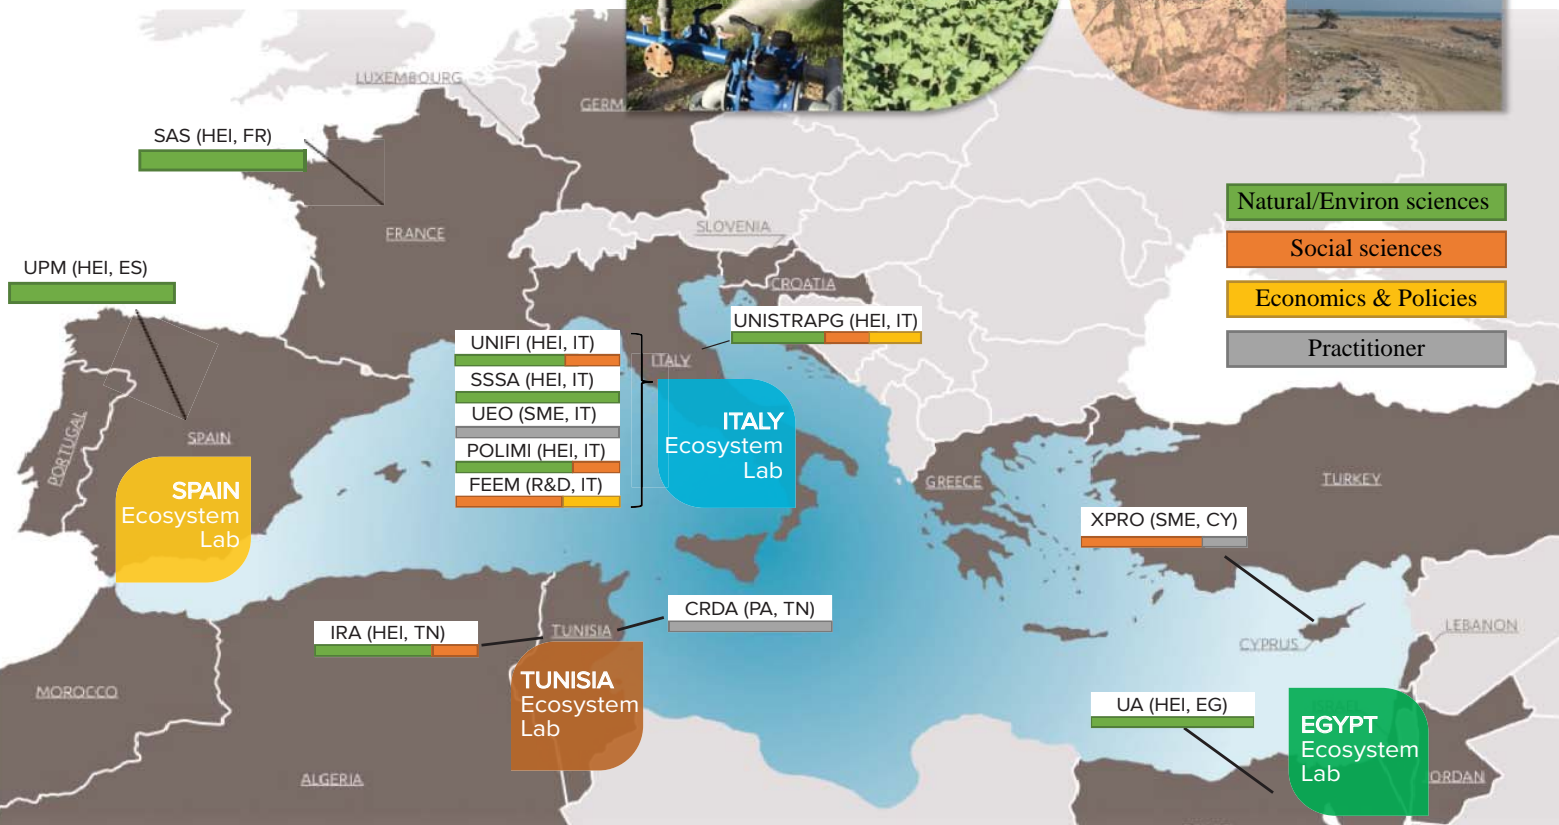 LUXEMBOURG
GERM
SAS (HEI, FR)
FRANCE
SLOVENIA
CROATIA
Natural/Environ sciences
Social sciences
Economics & Policies
Practitioner
UPM (HEI, ES)
UNIFI (HEI, IT)
SSSA (HEI, IT)
UEO (SME, IT)
POLIMI (HEI, IT)
FEEM (R&D, IT)
UNISTRAPG (HEI, IT)
ITALY
ITALY
Ecosystem
Lab
PORTUGAL
SPAIN
SPAIN
Ecosystem
Lab
GREECE
TURKEY
XPRO (SME, CY)
CYPRUS
LEBANON
IRA (HEI, TN)
TUNISIA
CRDA (PA, TN)
TUNISIA
Ecosystem
Lab
MOROCCO
ALGERIA
UA (HEI, EG)
ISRAEL
EGYPT
Ecosystem
Lab
JORDAN